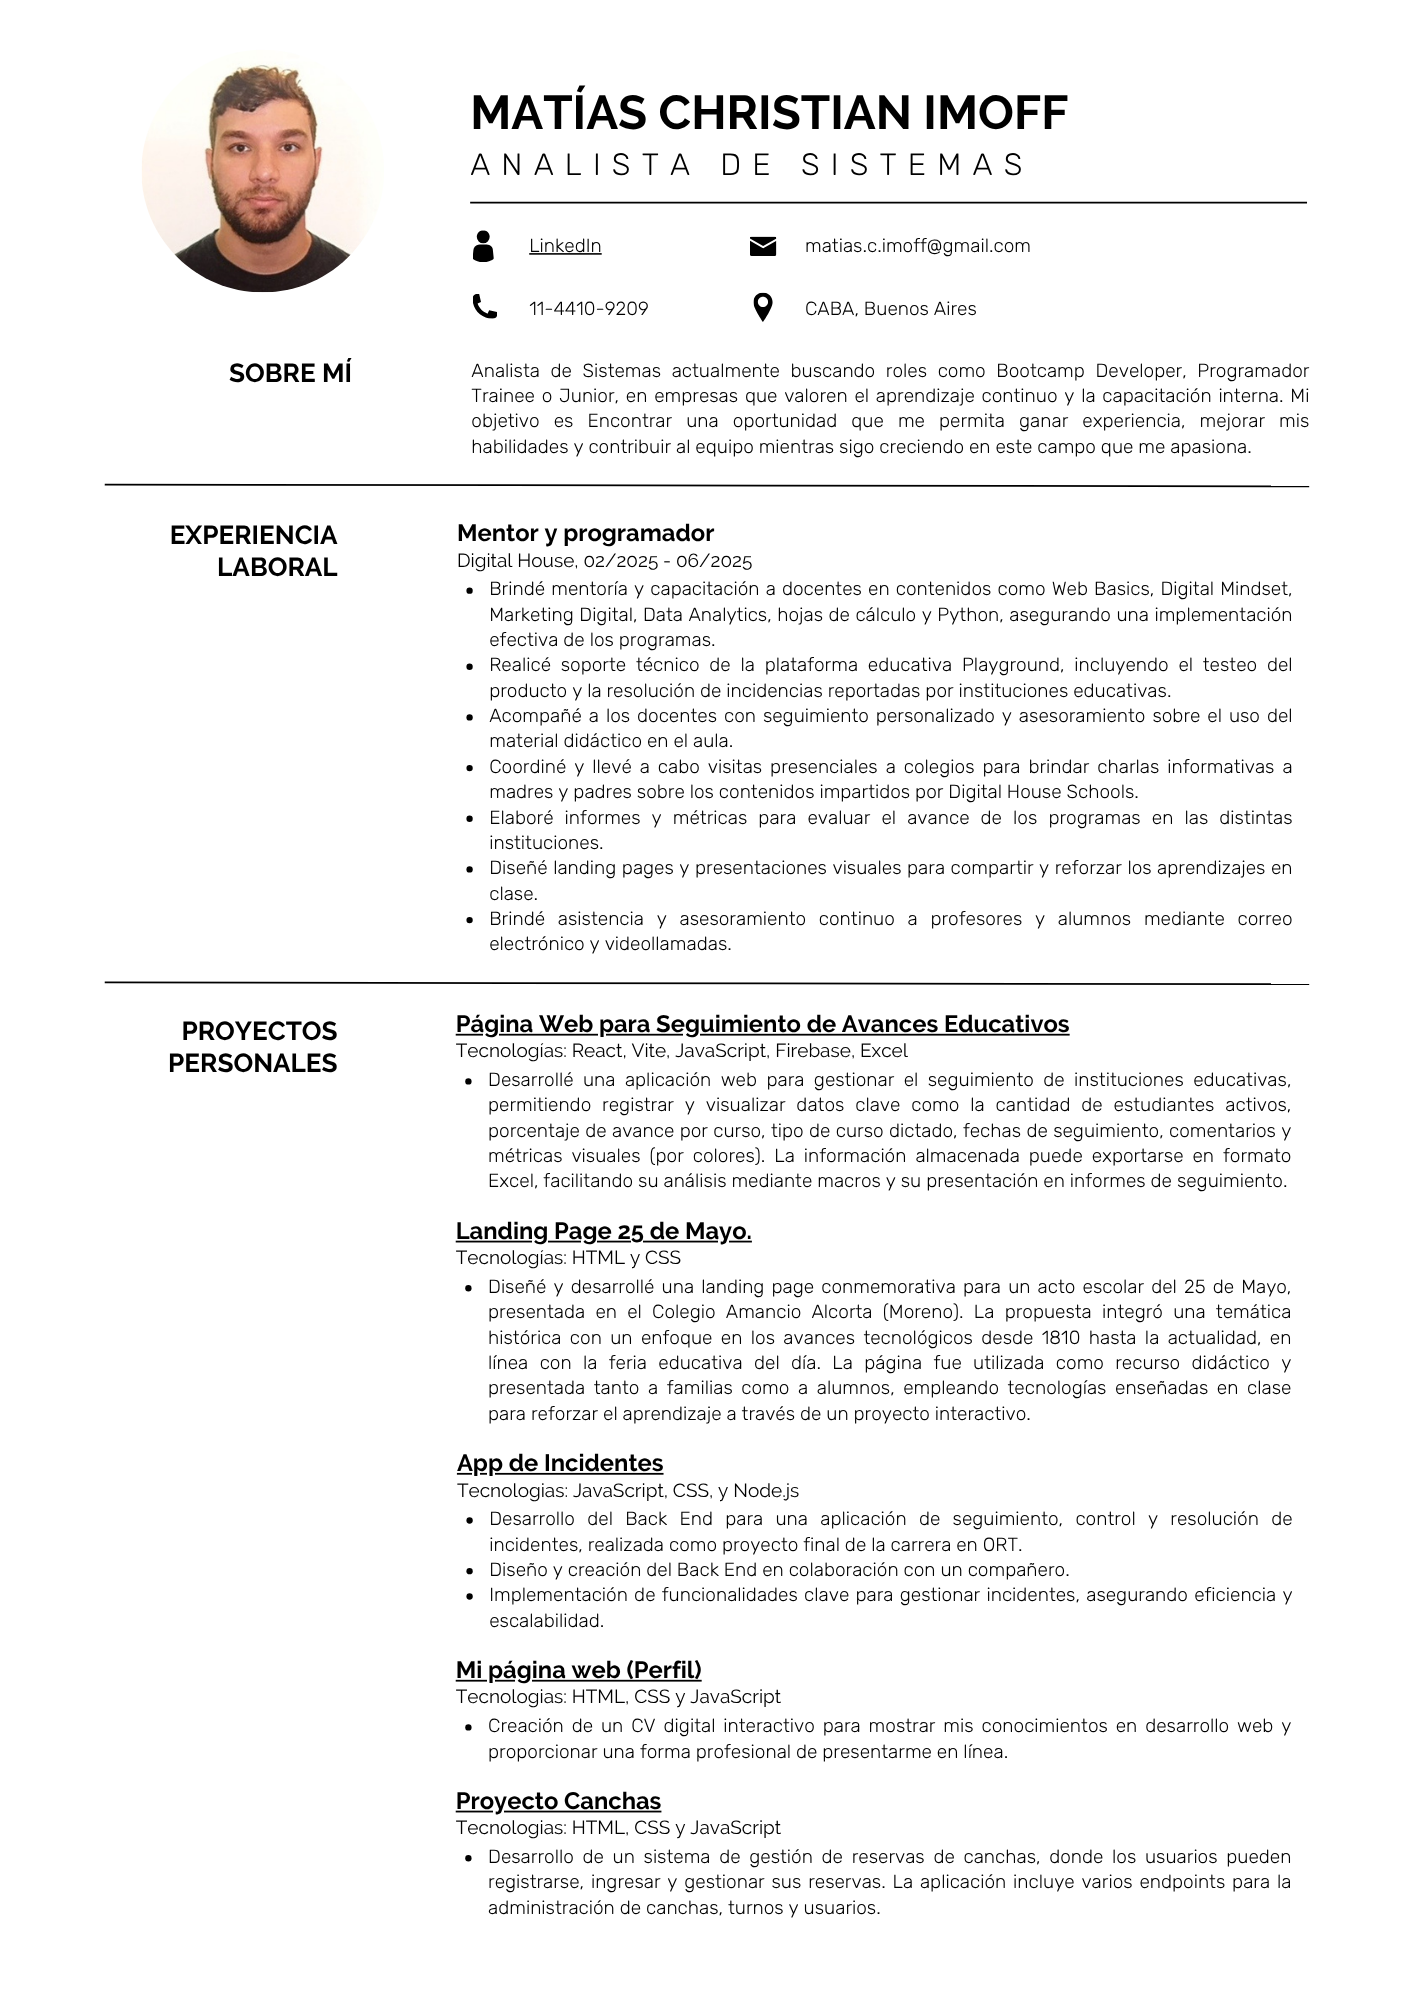 MATÍAS CHRISTIAN IMOFF
ANALISTA DE SISTEMAS
LinkedIn
matias.c.imoff@gmail.com
11-4410-9209
CABA, Buenos Aires
SOBRE MÍ
Analista de Sistemas actualmente buscando roles como Bootcamp Developer, Programador
Trainee o Junior, en empresas que valoren el aprendizaje continuo y la capacitación interna. Mi
objetivo es Encontrar una oportunidad que me permita ganar experiencia, mejorar mis
habilidades y contribuir al equipo mientras sigo creciendo en este campo que me apasiona.
EXPERIENCIA
LABORAL
Mentor y programador
Digital House, 02/2025 - 06/2025
• Brindé mentoría y capacitación a docentes en contenidos como Web Basics, Digital Mindset,
Marketing Digital, Data Analytics, hojas de cálculo y Python, asegurando una implementación
efectiva de los programas.
• Realicé soporte técnico de la plataforma educativa Playground, incluyendo el testeo del
producto y la resolución de incidencias reportadas por instituciones educativas.
• Acompañé a los docentes con seguimiento personalizado y asesoramiento sobre el uso del
material didáctico en el aula.
• Coordiné y llevé a cabo visitas presenciales a colegios para brindar charlas informativas a
madres y padres sobre los contenidos impartidos por Digital House Schools.
• Elaboré informes y métricas para evaluar el avance de los programas en las distintas
instituciones.
• Diseñé landing pages y presentaciones visuales para compartir y reforzar los aprendizajes en
clase.
• Brindé asistencia y asesoramiento continuo a profesores y alumnos mediante correo
electrónico y videollamadas.
PROYECTOS
PERSONALES
Página Web para Seguimiento de Avances Educativos
Tecnologías: React, Vite, JavaScript, Firebase, Excel
• Desarrollé una aplicación web para gestionar el seguimiento de instituciones educativas,
permitiendo registrar y visualizar datos clave como la cantidad de estudiantes activos,
porcentaje de avance por curso, tipo de curso dictado, fechas de seguimiento, comentarios y
métricas visuales (por colores). La información almacenada puede exportarse en formato
Excel, facilitando su análisis mediante macros y su presentación en informes de seguimiento.
Landing Page 25 de Mayo.
Tecnologías: HTML y CSS
• Diseñé y desarrollé una landing page conmemorativa para un acto escolar del 25 de Mayo,
presentada en el Colegio Amancio Alcorta (Moreno). La propuesta integró una temática
histórica con un enfoque en los avances tecnológicos desde 1810 hasta la actualidad, en
línea con la feria educativa del día. La página fue utilizada como recurso didáctico y
presentada tanto a familias como a alumnos, empleando tecnologías enseñadas en clase
para reforzar el aprendizaje a través de un proyecto interactivo.
App de Incidentes
Tecnologias: JavaScript, CSS, y Node.js
• Desarrollo del Back End para una aplicación de seguimiento, control y resolución de
incidentes, realizada como proyecto final de la carrera en ORT.
• Diseño y creación del Back End en colaboración con un compañero.
• Implementación de funcionalidades clave para gestionar incidentes, asegurando eficiencia y
escalabilidad.
Mi página web (Perfil)
Tecnologias: HTML, CSS y JavaScript
• Creación de un CV digital interactivo para mostrar mis conocimientos en desarrollo web y
proporcionar una forma profesional de presentarme en línea.
Proyecto Canchas
Tecnologias: HTML, CSS y JavaScript
• Desarrollo de un sistema de gestión de reservas de canchas, donde los usuarios pueden
registrarse, ingresar y gestionar sus reservas. La aplicación incluye varios endpoints para la
administración de canchas, turnos y usuarios.